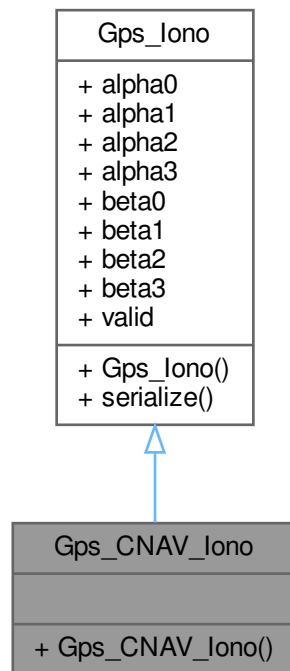 Gps_Iono
+ alpha0
+ alpha1
+ alpha2
+ alpha3
+ beta0
+ beta1
+ beta2
+ beta3
+ valid
+ Gps_Iono()
+ serialize()
Gps_CNAV_Iono
+ Gps_CNAV_Iono()